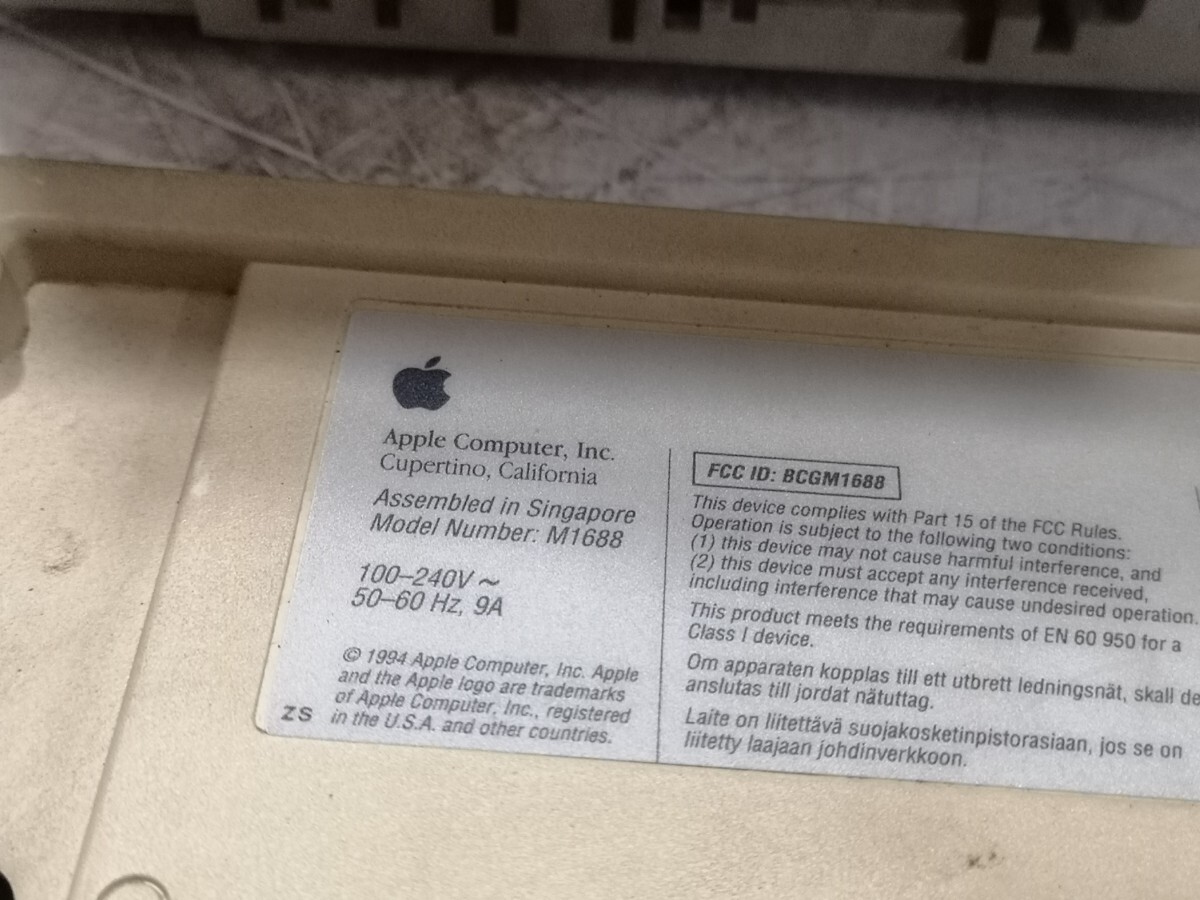 Apple Computer, Inc.
Cupertino, California
Assembled in Singapore
Model Number: M1688
100–240V ~
50–60 Hz, 9A
© 1994 Apple Computer, Inc. Apple
and the Apple logo are trademarks
of Apple Computer, Inc., registered
in the U.S.A. and other countries.
ZS
FCC ID: BCGM1688
This device complies with Part 15 of the FCC Rules.
Operation is subject to the following two conditions:
(1) this device may not cause harmful interference, and
(2) this device must accept any interference received,
including interference that may cause undesired operation.
This product meets the requirements of EN 60 950 for a
Class I device.
Om apparaten kopplas till ett utbrett ledningsnät, skall
anslutas till jordat nätuttag.
Laite on liitettävä suojakosketinpistorasiaan, jos se on
liitetty laajaan johdinverkkoon.